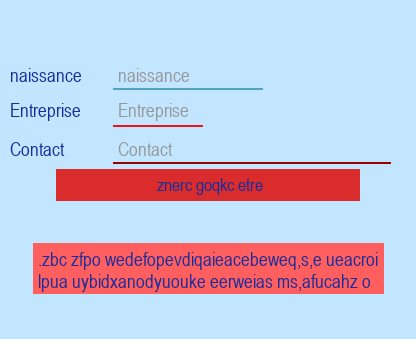 naissance naissance
Entreprise Entreprise
Contact Contact
znerc goqkc etre
.zbc zfpo wedefopevdiqaieacebeweq,s,e ueacroi
lpua uybidxanodyuouke eerweias ms,afucahz o